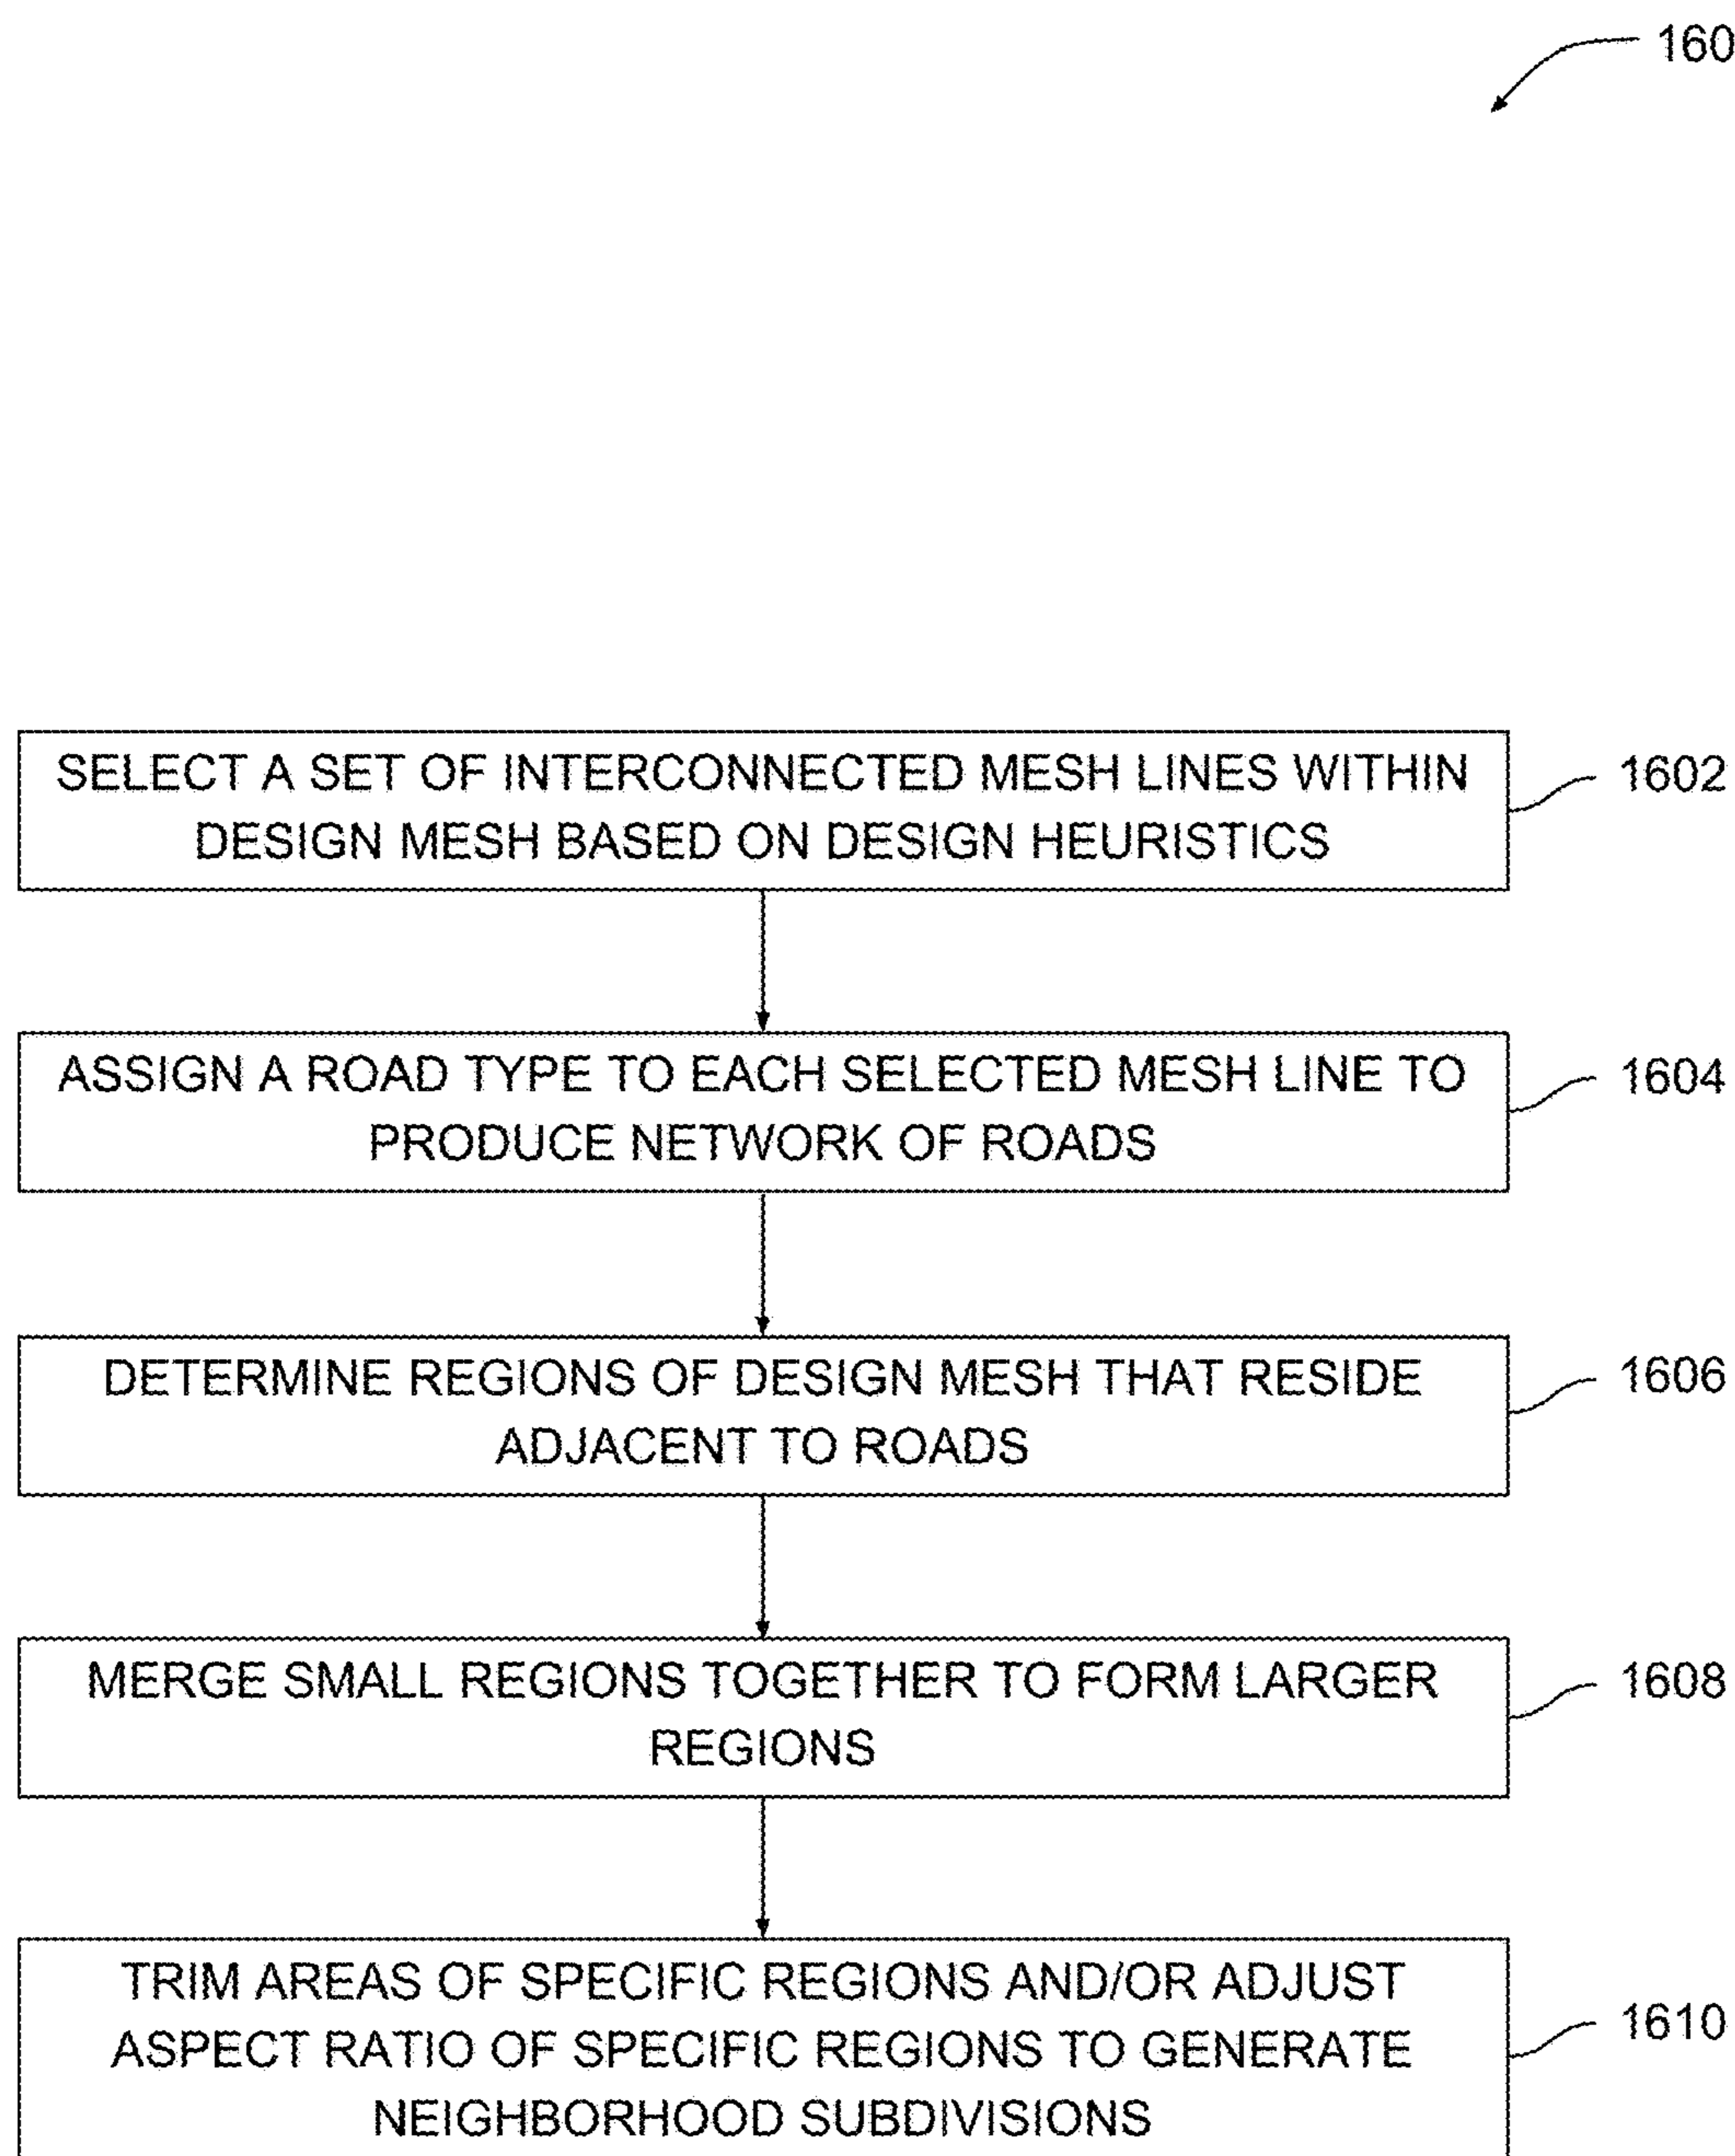 160
SELECT A SET OF INTERCONNECTED MESH LINES WITHIN
DESIGN MESH BASED ON DESIGN HEURISTICS
1602
ASSIGN A ROAD TYPE TO EACH SELECTED MESH LINE TO
PRODUCE NETWORK OF ROADS
1604
DETERMINE REGIONS OF DESIGN MESH THAT RESIDE
ADJACENT TO ROADS
1606
MERGE SMALL REGIONS TOGETHER TO FORM LARGER
REGIONS
1608
TRIM AREAS OF SPECIFIC REGIONS AND/OR ADJUST
ASPECT RATIO OF SPECIFIC REGIONS TO GENERATE
NEIGHBORHOOD SUBDIVISIONS
1610